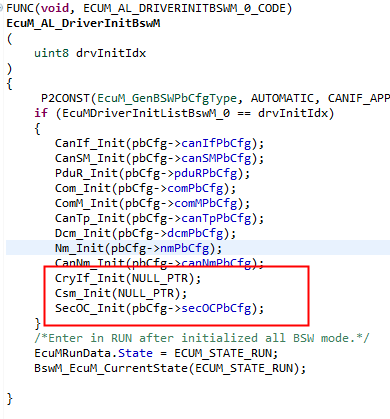 FUNC(void, ECUM_AL_DRIVERINITBSWM_0_CODE)
EcuM_AL_DriverInitBswM
(
uint8 drvInitIdx
)
{
P2CONST(EcuM_GenBSWPbCfgType, AUTOMATIC, CANIF_APP
if (EcuMDriverInitListBswM_0 == drvInitIdx)
{
CanIf_Init(pbCfg->canIfPbCfg);
CanSM_Init(pbCfg->canSMPbCfg);
PduR_Init(pbCfg->pduRPbCfg);
Com_Init(pbCfg->comPbCfg);
ComM_Init(pbCfg->comMPbCfg);
CanTp_Init(pbCfg->canTpPbCfg);
Dcm_Init(pbCfg->dcmPbCfg);
Nm_Init(pbCfg->nmPbCfg);
CanNm_Init(pbCfg->canNmPbCfg);
CryIf_Init(NULL_PTR);
Csm_Init(NULL_PTR);
SecOC_Init(pbCfg->secOCPbCfg);
}
/*Enter in RUN after initialized all BSW mode.*/
EcuMRunData.State = ECUM_STATE_RUN;
BswM_EcuM_CurrentState(ECUM_STATE_RUN);
}